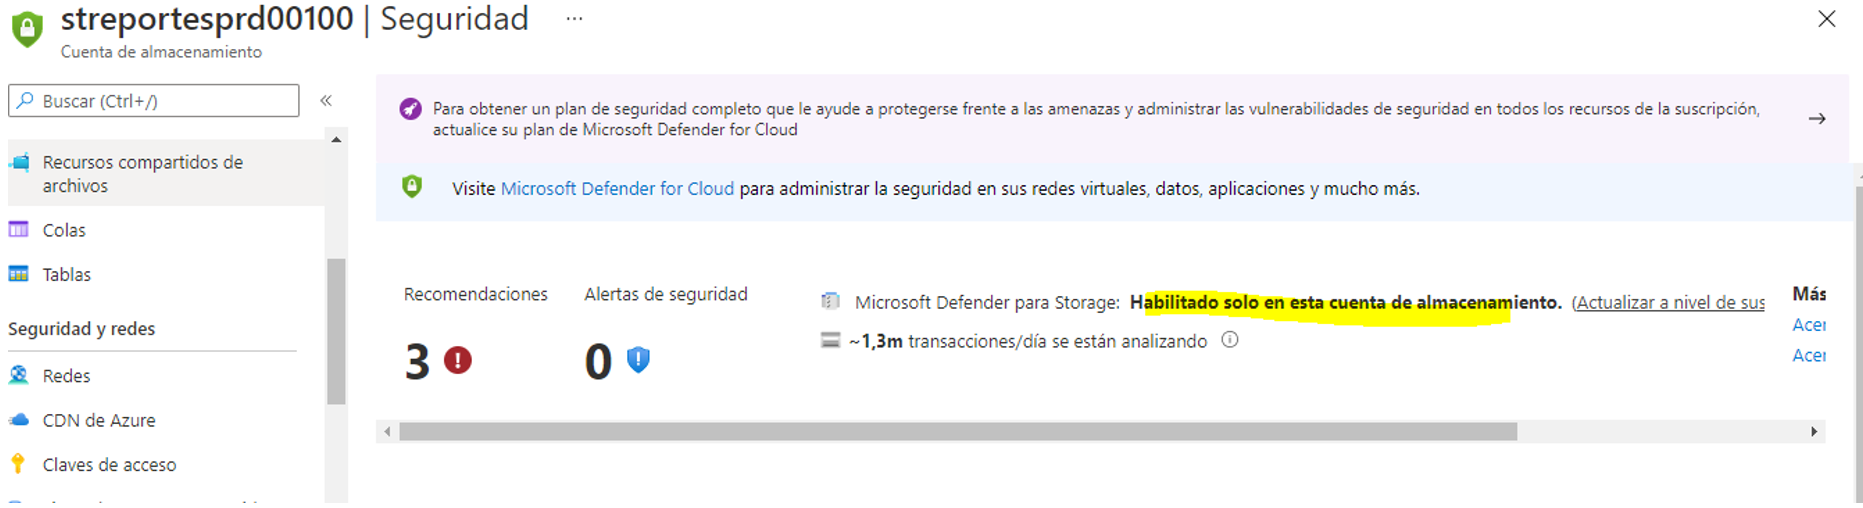 streportesprd00100 | Seguridad ...
Cuenta de almacenamiento
Buscar (Ctrl+/)
Recursos compartidos de
archivos
Colas
Tablas
Seguridad y redes
Redes
CDN de Azure
Claves de acceso
Para obtener un plan de seguridad completo que le ayude a protegerse frente a las amenazas y administrar las vulnerabilidades de seguridad en todos los recursos de la suscripción,
actualice su plan de Microsoft Defender for Cloud
Visite Microsoft Defender for Cloud para administrar la seguridad en sus redes virtuales, datos, aplicaciones y mucho más.
Recomendaciones
3
Alertas de seguridad
0
Microsoft Defender para Storage: Habilitado solo en esta cuenta de almacenamiento. (Actualizar a nivel de sus
~1,3m transacciones/día se están analizando
Más
Acer
Acer